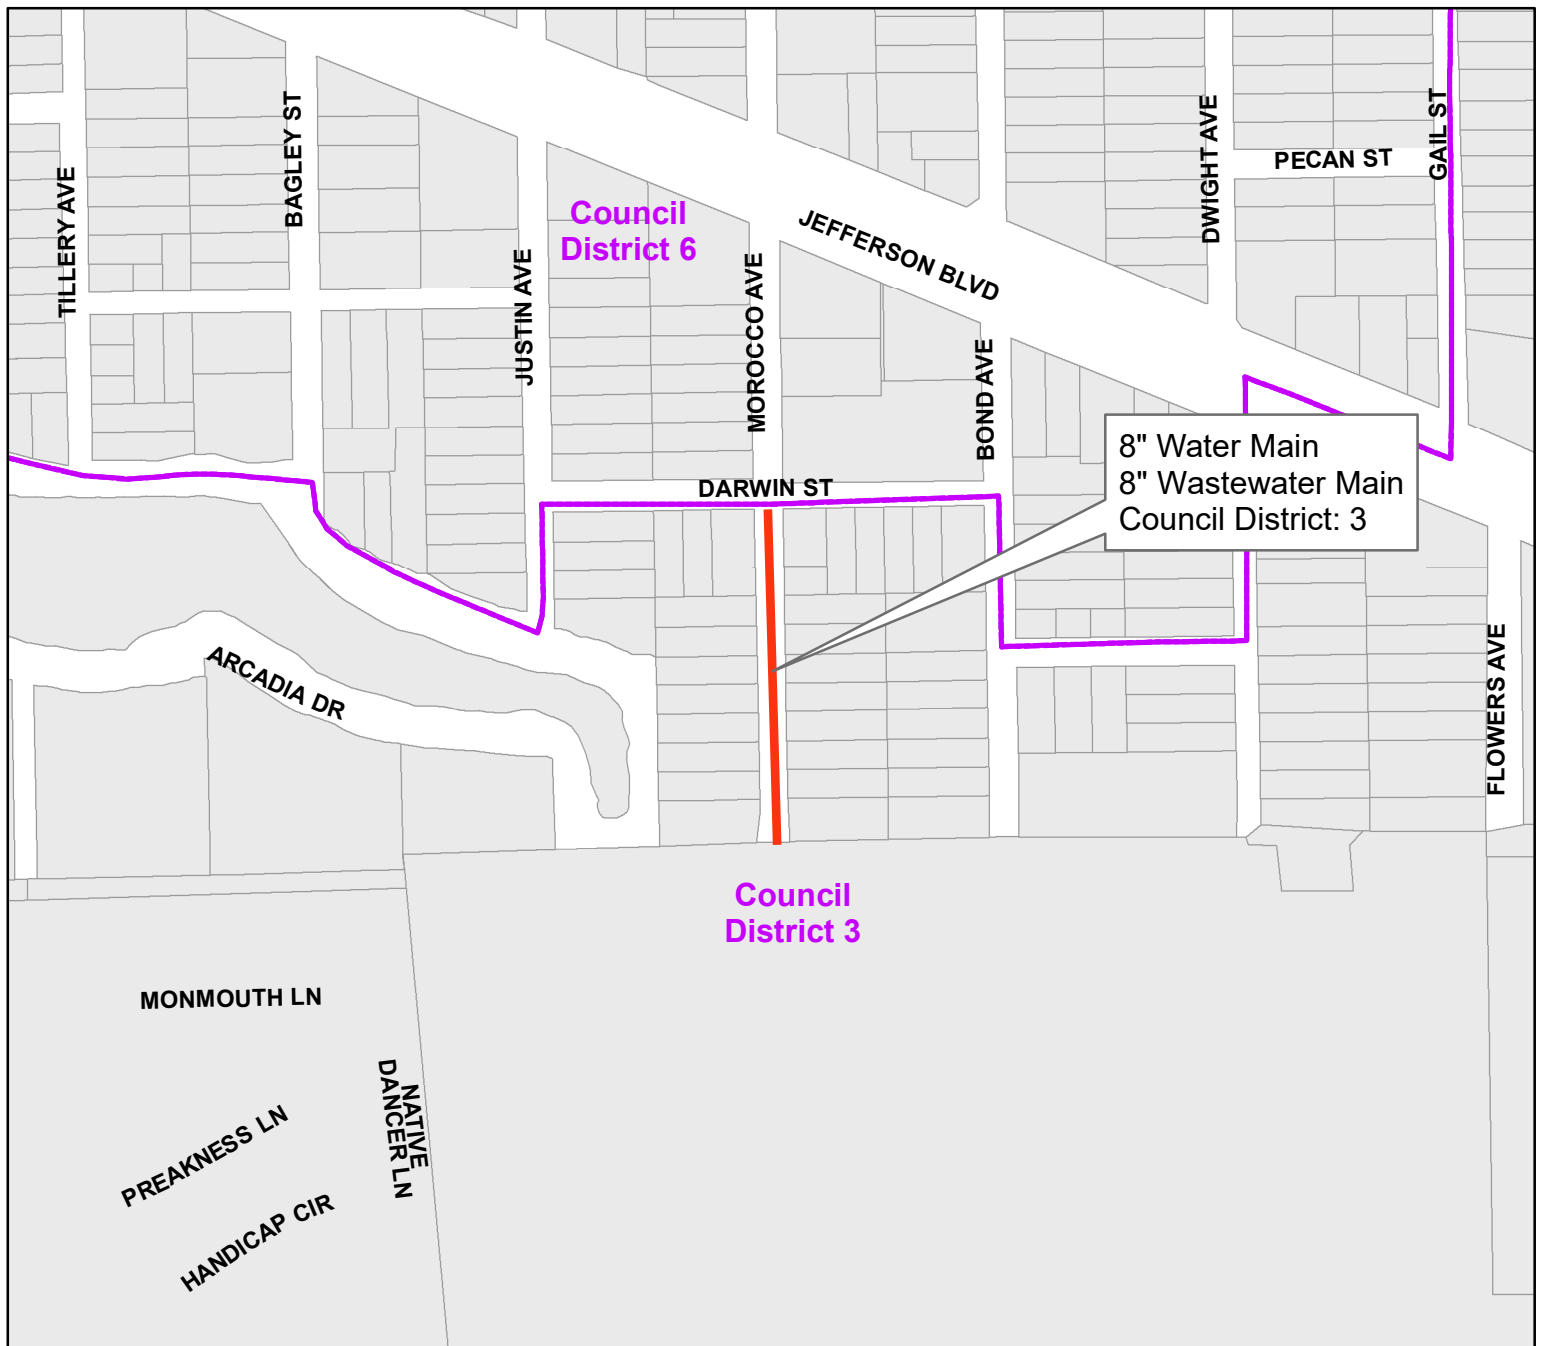 BAGLEY ST
GAIL ST
DWIGHT AVE
PECAN ST
TILLERY AVE
Council
District 6
JEFFERSON BLVD
JUSTIN AVE
MOROCCO AVE
BOND AVE
8" Water Main
8" Wastewater Main
Council District: 3
DARWIN ST
ARCADIA DR
FLOWERS AVE
Council
District 3
MONMOUTH LN
NATIVE
DANCER LN
PREAKNESS LN
HANDICAP CIR